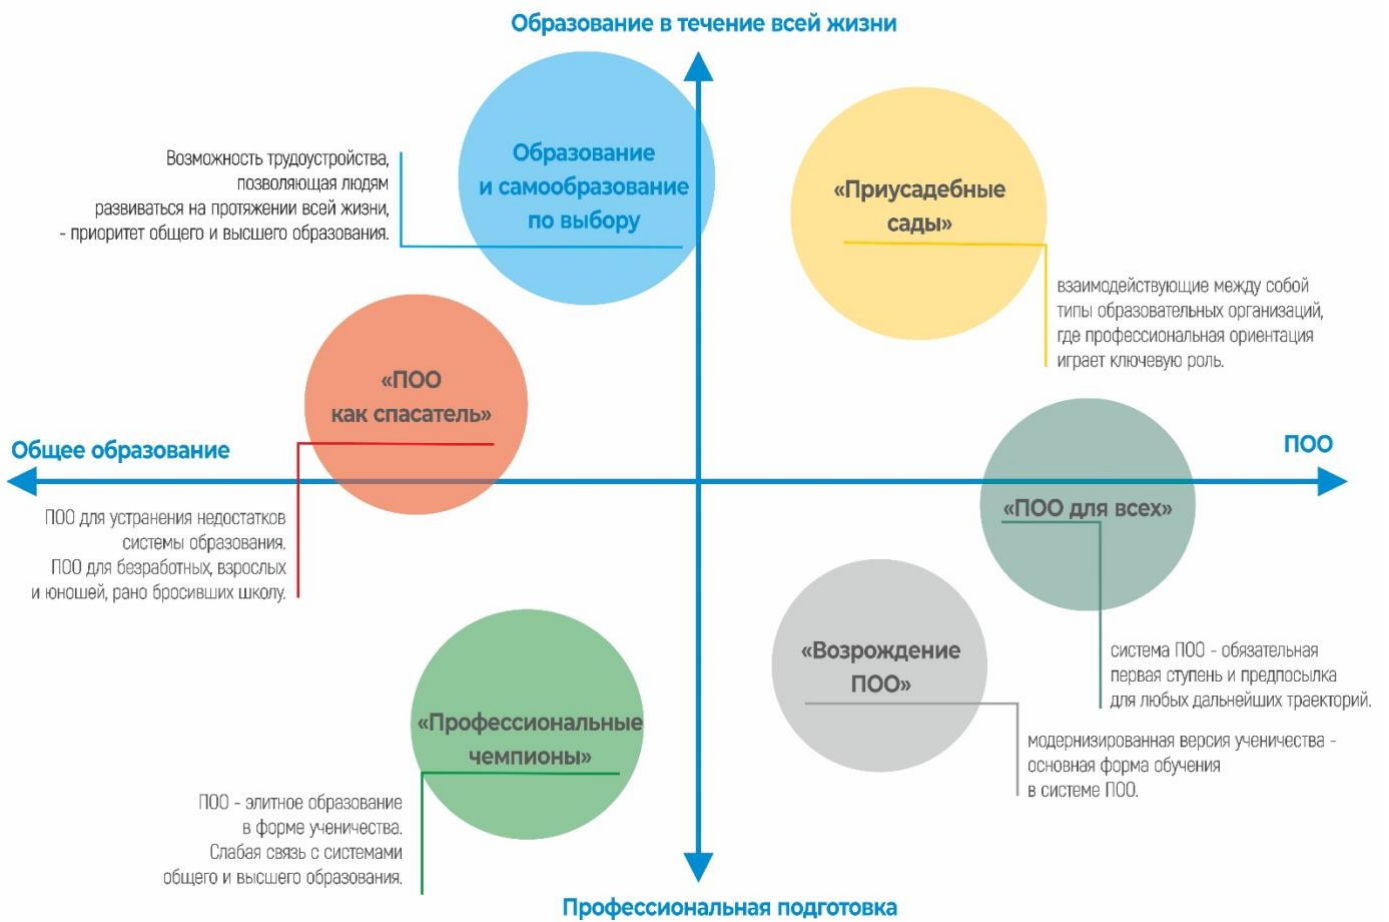 Образование в течение всей жизни
Образование
и самообразование
по выбору
Возможность трудоустройства,
позволяющая людям
развиваться на протяжении всей жизни,
- приоритет общего и высшего образования.
«Приусадебные
сады»
взаимодействующие между собой
типы образовательных организаций,
где профессиональная ориентация
играет ключевую роль.
«ПОО
как спасатель»
Общее образование
ПОО
ПОО для устранения недостатков
системы образования.
ПОО для безработных, взрослых
и юношей, рано бросивших школу.
«ПОО для всех»
система ПОО - обязательная
первая ступень и предпосылка
для любых дальнейших траекторий.
«Возрождение
ПОО»
модернизированная версия ученичества -
основная форма обучения
в системе ПОО.
«Профессиональные
чемпионы»
ПОО - элитное образование
в форме ученичества.
Слабая связь с системами
общего и высшего образования.
Профессиональная подготовка